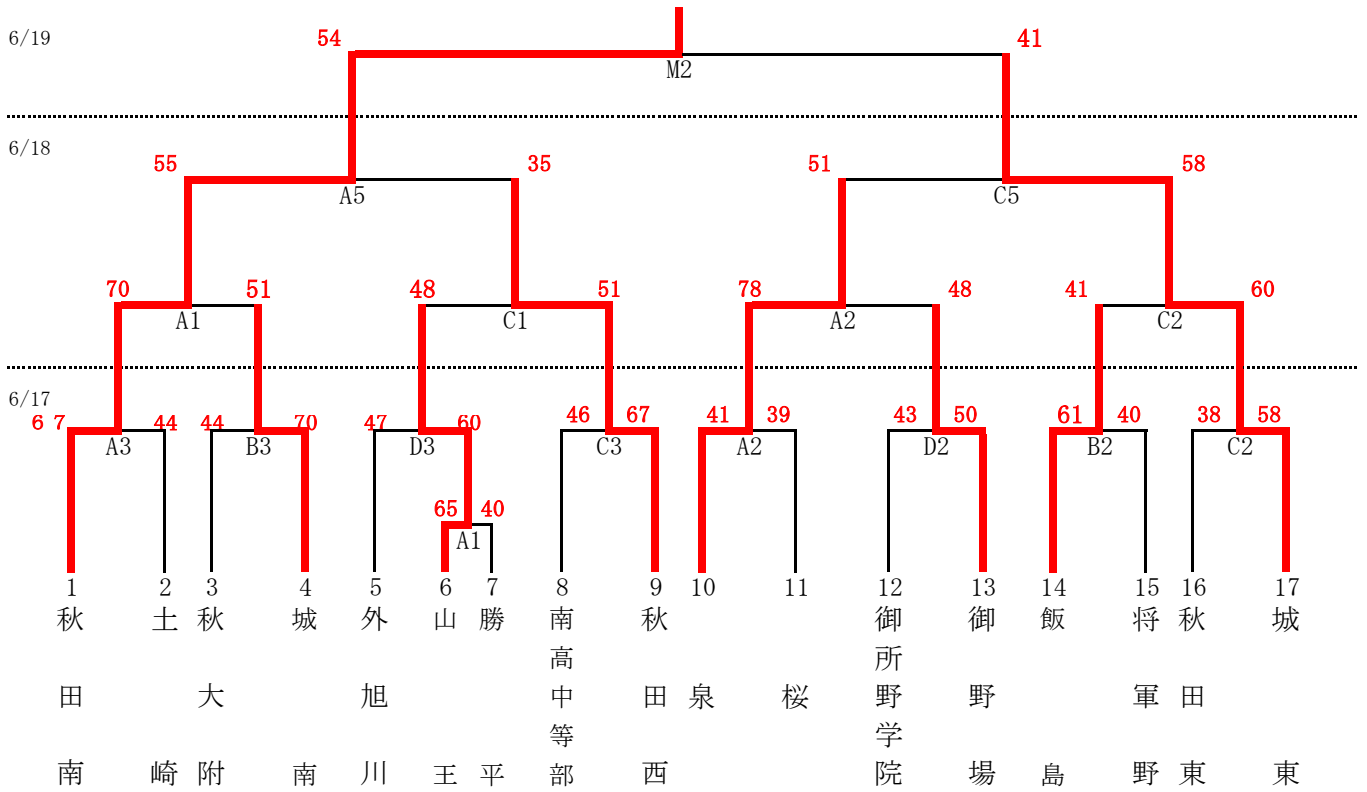 6/19
54
41
M2
6/18
55
35
51
58
A5
C5
70
51
48
51
78
48
41
60
A1
C1
A2
C2
6/17
6 7
44
44
70
47
60
46
67
41
39
43
50
61
40
38
58
A3
B3
D3
C3
A2
D2
B2
C2
65
40
A1
1 2 3 4 5 6 7 8 9 10 11 12 13 14 15 16 17
秋田南
土崎
秋大附
城南
外旭川
山王
勝平
南高中等部
秋田西
泉
桜
御所野学院
御野場
飯島
将軍野
秋田東
城東